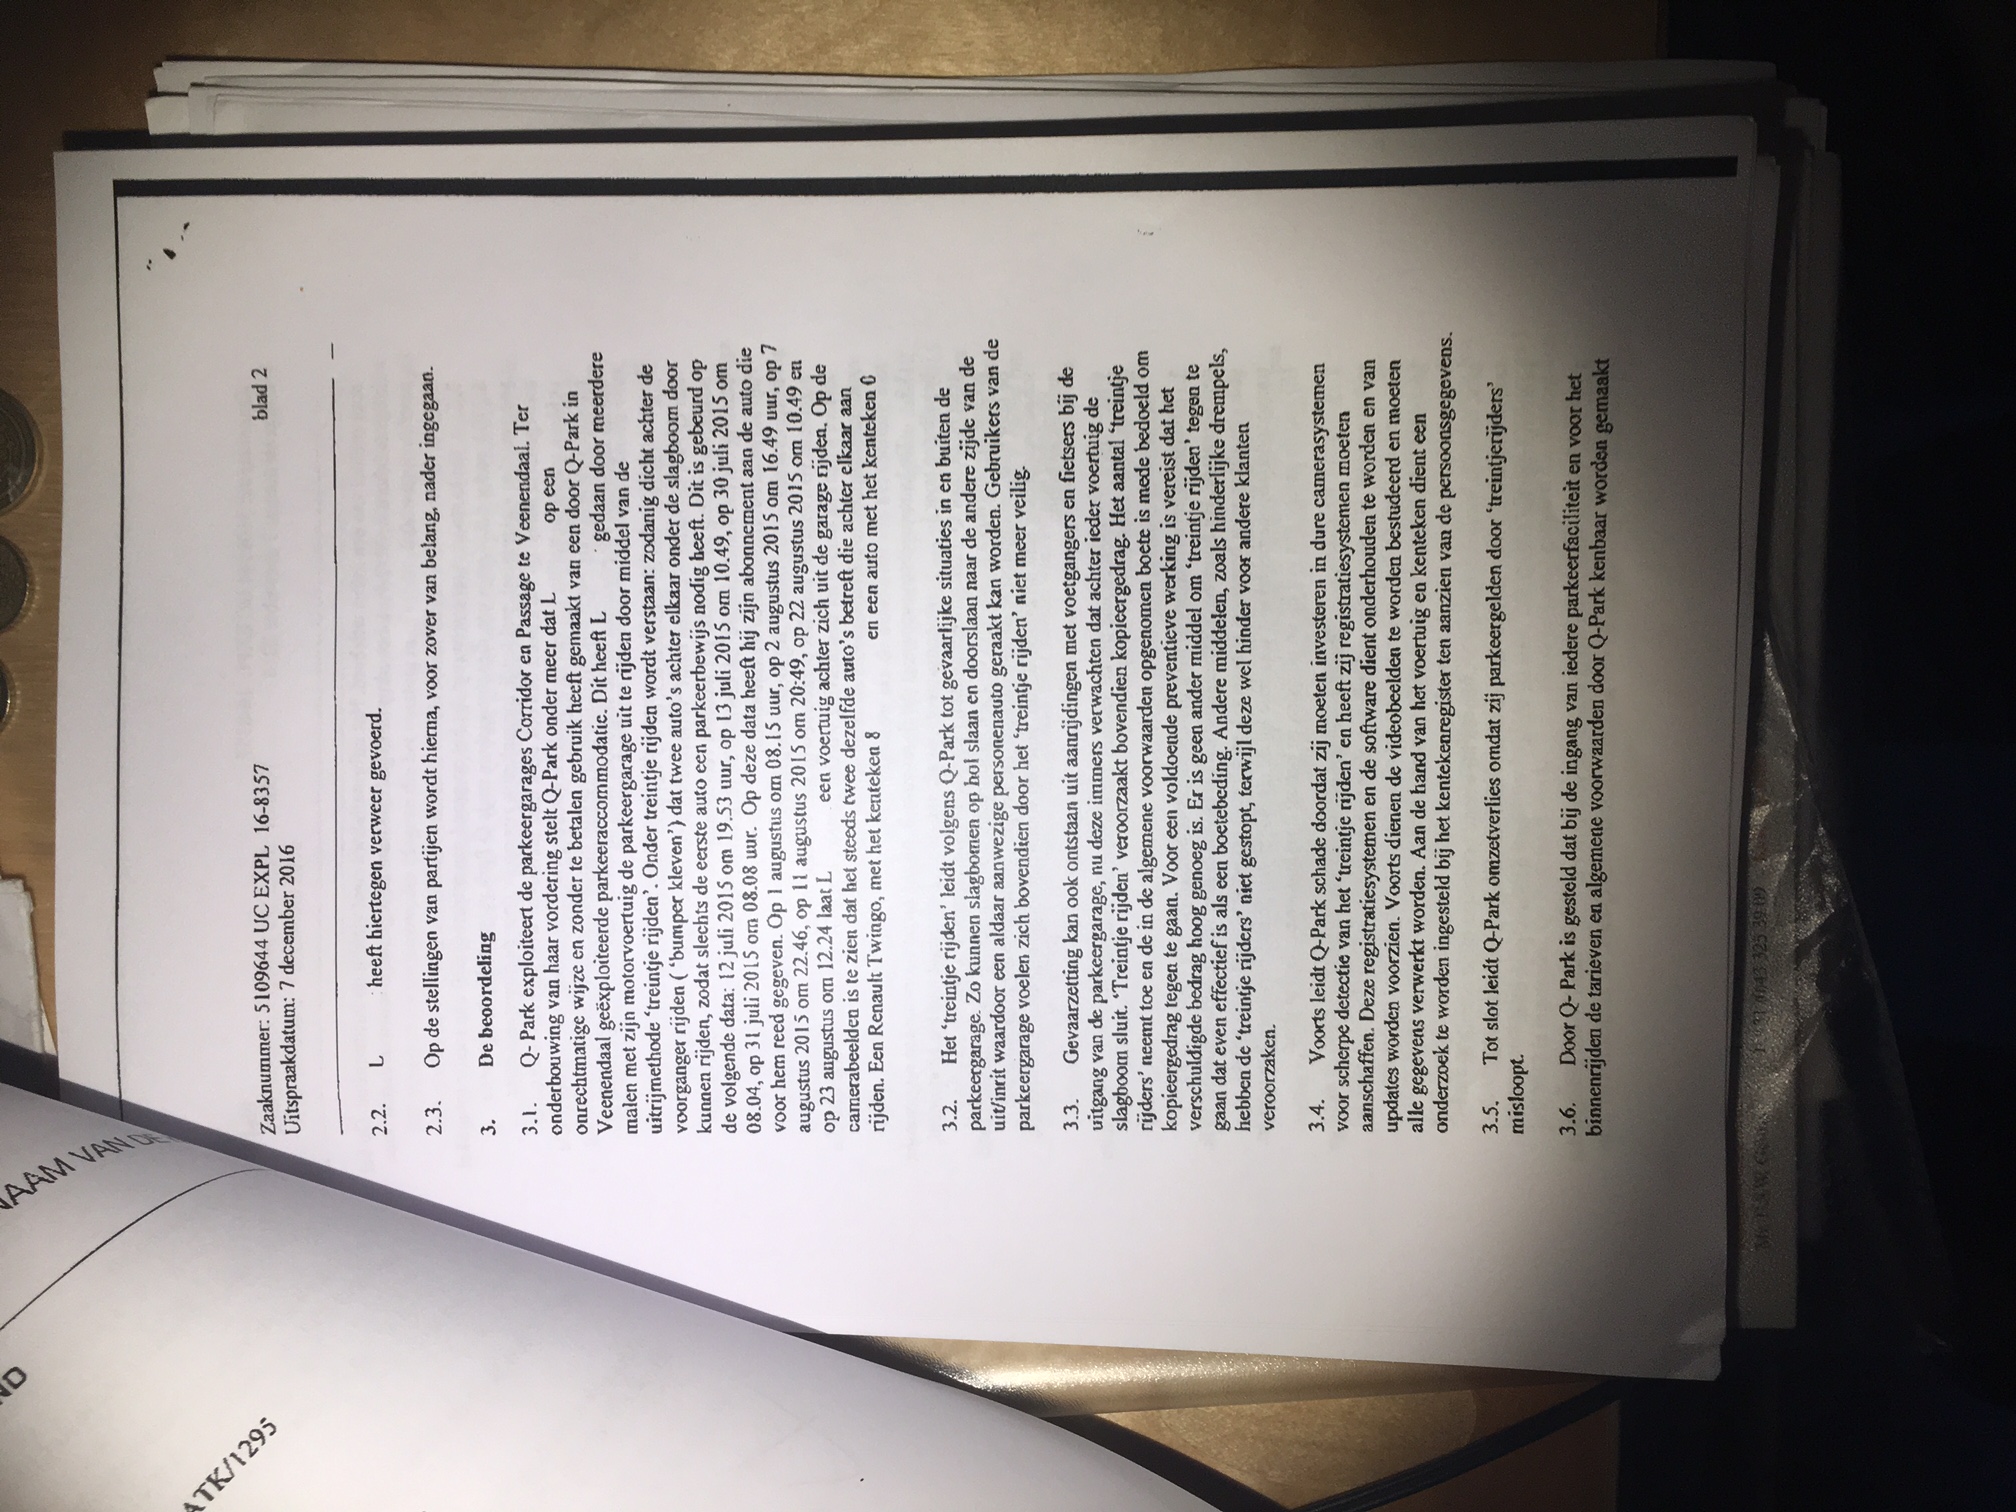 ND
NAAM VAN DE
ATK/1295
Zaaknummer: 5109644 UC EXPL 16-8357 blad 2
Uitspraakdatum: 7 december 2016
2.2. L heeft hiertegen verweer gevoerd.
2.3. Op de stellingen van partijen wordt hierna, voor zover van belang, nader ingegaan.
3. De beoordeling
3.1. Q- Park exploiteert de parkeergarages Corridor en Passage te Veenendaal. Ter
onderbouwing van haar vordering stelt Q-Park onder meer dat L op een
onrechtmatige wijze en zonder te betalen gebruik heeft gemaakt van een door Q-Park in
Veenendaal geëxploiteerde parkeeraccommodatie. Dit heeft L gedaan door meerdere
malen met zijn motorvoertuig de parkeergarage uit te rijden door middel van de
uitrijmethode ‘treintje rijden’. Onder treintje rijden wordt verstaan: zodanig dicht achter de
voorganger rijden ( ‘bumper kleven’) dat twee auto’s achter elkaar onder de slagboom door
kunnen rijden, zodat slechts de eerste auto een parkeerbewijs nodig heeft. Dit is gebeurd op
de volgende data: 12 juli 2015 om 19.53 uur, op 13 juli 2015 om 10.49, op 30 juli 2015 om
08.04, op 31 juli 2015 om 08.08 uur. Op deze data heeft hij zijn abonnement aan de auto die
voor hem reed gegeven. Op 1 augustus om 08.15 uur, op 2 augustus 2015 om 16.49 uur, op 7
augustus 2015 om 22.46, op 11 augustus 2015 om 20:49, op 22 augustus 2015 om 10.49 en
op 23 augustus om 12.24 laat L een voertuig achter zich uit de garage rijden. Op de
camerabeelden is te zien dat het steeds twee dezelfde auto’s betreft die achter elkaar aan
rijden. Een Renault Twingo, met het kenteken 8 en een auto met het kenteken
3.2. Het ‘treintje rijden’ leidt volgens Q-Park tot gevaarlijke situaties in en buiten de
parkeergarage. Zo kunnen slagbomen op hol slaan en doorslaan naar de andere zijde van de
uit/inrit waardoor een aldaar aanwezige personenauto geraakt kan worden. Gebruikers van de
parkeergarage voelen zich bovendien door het ‘treintje rijden’ niet meer veilig.
3.3. Gevaarzetting kan ook ontstaan uit aanrijdingen met voetgangers en fietsers bij de
uitgang van de parkeergarage, nu deze immers verwachten dat achter ieder voertuig de
slagboom sluit. ‘Treintje rijden’ veroorzaakt bovendien kopieergedrag. Het aantal ‘treintje
rijders’ neemt toe en de in de algemene voorwaarden opgenomen boete is mede bedoeld om
kopieergedrag tegen te gaan. Voor een voldoende preventieve werking is vereist dat het
verschuldigde bedrag hoog genoeg is. Er is geen ander middel om ‘treintje rijden’ tegen te
gaan dat even effectief is als een boetebeding. Andere middelen, zoals hinderlijke drempels,
hebben de ‘treintje rijders’ niet gestopt, terwijl deze wel hinder voor andere klanten
veroorzaken.
3.4. Voorts leidt Q-Park schade doordat zij moeten investeren in dure camerasystemen
voor scherpe detectie van het ‘treintje rijden’ en heeft zij registratiesystemen moeten
aanschaffen. Deze registratiesystemen en de software dient onderhouden te worden en van
updates worden voorzien. Voorts dienen de videobeelden te worden bestudeerd en moeten
alle gegevens verwerkt worden. Aan de hand van het voertuig en kenteken dient een
onderzoek te worden ingesteld bij het kentekenregister ten aanzien van de persoonsgegevens.
3.5. Tot slot leidt Q-Park omzetverlies omdat zij parkeergelden door ‘treintjerijders’
misloopt.
3.6. Door Q- Park is gesteld dat bij de ingang van iedere parkeerfaciliteit en voor het
binnenrijden de tarieven en algemene voorwaarden door Q-Park kenbaar worden gemaakt